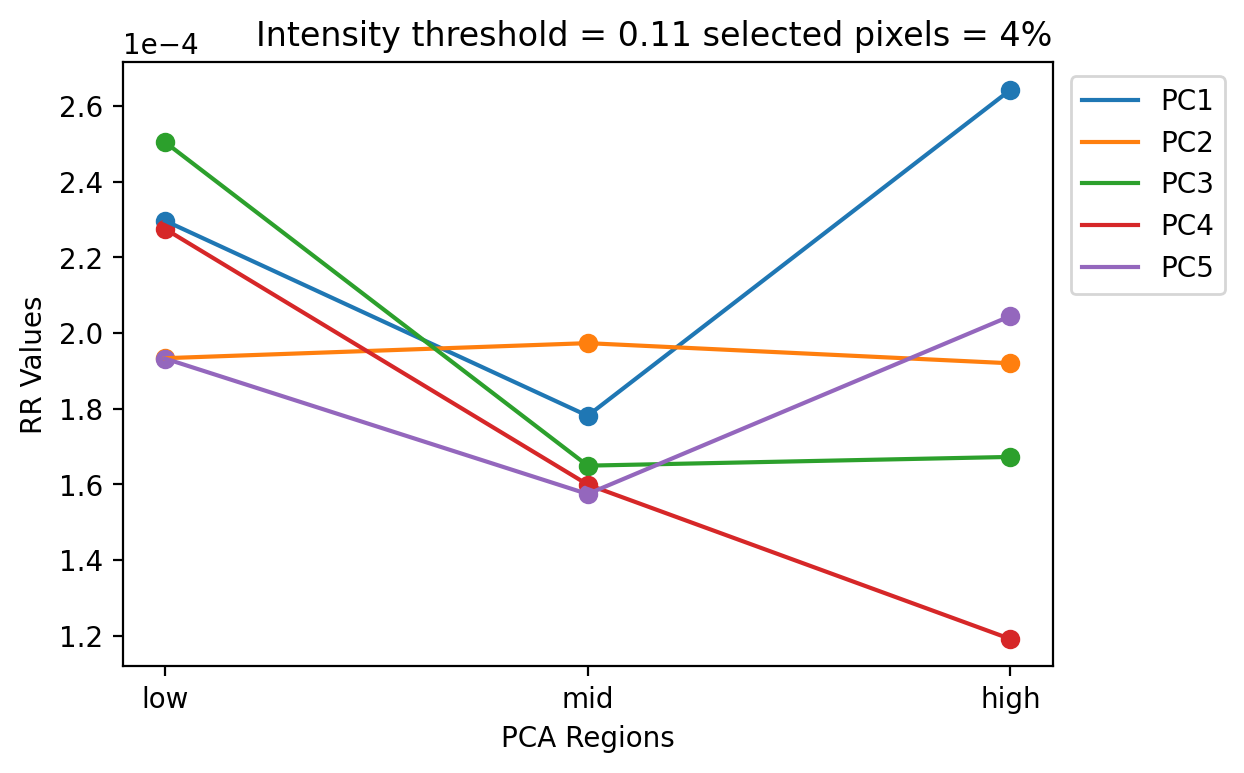 Intensity threshold = 0.11 selected pixels = 4%
1e−4
2.6
2.4
2.2
2.0
1.8
1.6
1.4
1.2
RR Values
low mid high
PCA Regions
PC1
PC2
PC3
PC4
PC5